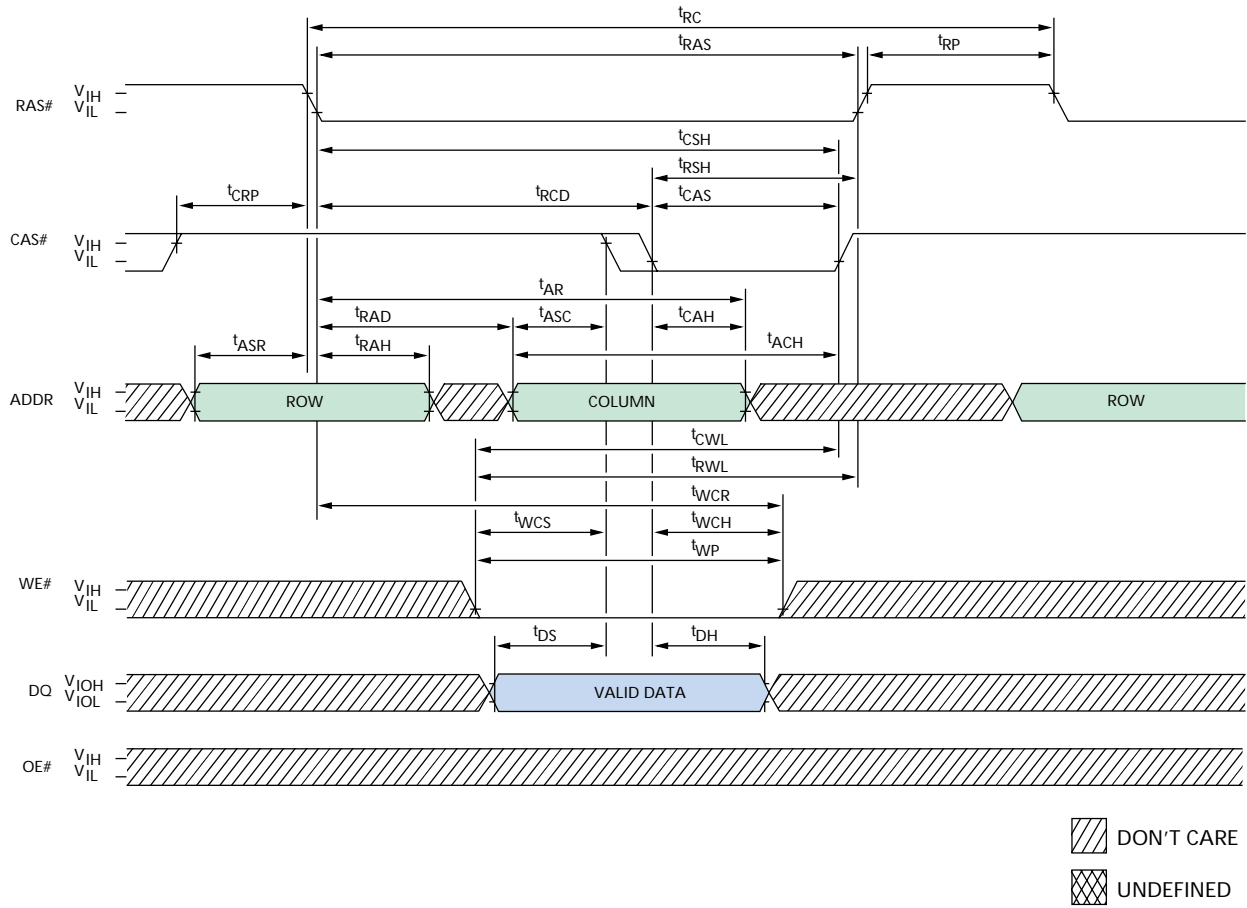 tRC
tRAS
tRP
RAS#
VIH
VIL
tCSH
tRSH
tCRP
tRCD
tCAS
CAS#
VIH
VIL
tAR
tRAD
tASC
tCAH
tASR
tRAH
tACH
ADDR
VIH
VIL
ROW
COLUMN
ROW
tCWL
tRWL
tWCR
tWCS
tWCH
tWP
WE#
VIH
VIL
tDS
tDH
DQ
VIOH
VIOL
VALID DATA
OE#
VIH
VIL
DON'T CARE
UNDEFINED